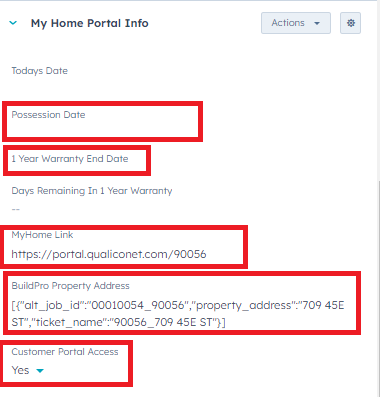 My Home Portal Info
Actions
Todays Date
Possession Date
1 Year Warranty End Date
Days Remaining In 1 Year Warranty
--
MyHome Link
https://portal.qualiconet.com/90056
BuildPro Property Address
[{"alt_job_id":"00010054_90056","property_address":"709 45E
ST","ticket_name":"90056_709 45E ST"}]
Customer Portal Access
Yes